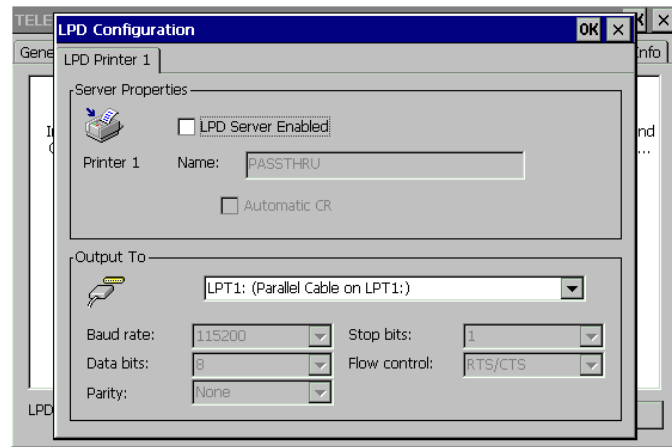 TELE
LPD Configuration
OK
Gene
LPD Printer 1
Info
Server Properties
LPD Server Enabled
Printer 1
Name:
PASSTHRU
nd
...
Automatic CR
Output To
LPT1: (Parallel Cable on LPT1:)
Baud rate:
115200
Stop bits:
1
Data bits:
8
Flow control:
RTS/CTS
Parity:
None
LPD